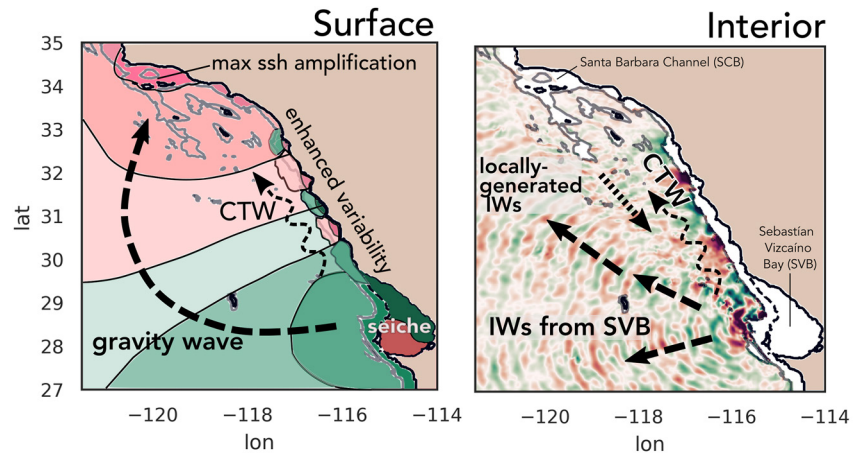 Surface
Interior
35
34
33
32
31
30
29
28
27
lat
max ssh amplification
enhanced variability
CTW
gravity wave
seiche
−120
−118
−116
−114
lon
Santa Barbara Channel (SCB)
locally-
generated
IWs
CTW
Sebastían
Vizcaíno
Bay (SVB)
IWs from SVB
−120
−118
−116
−114
lon